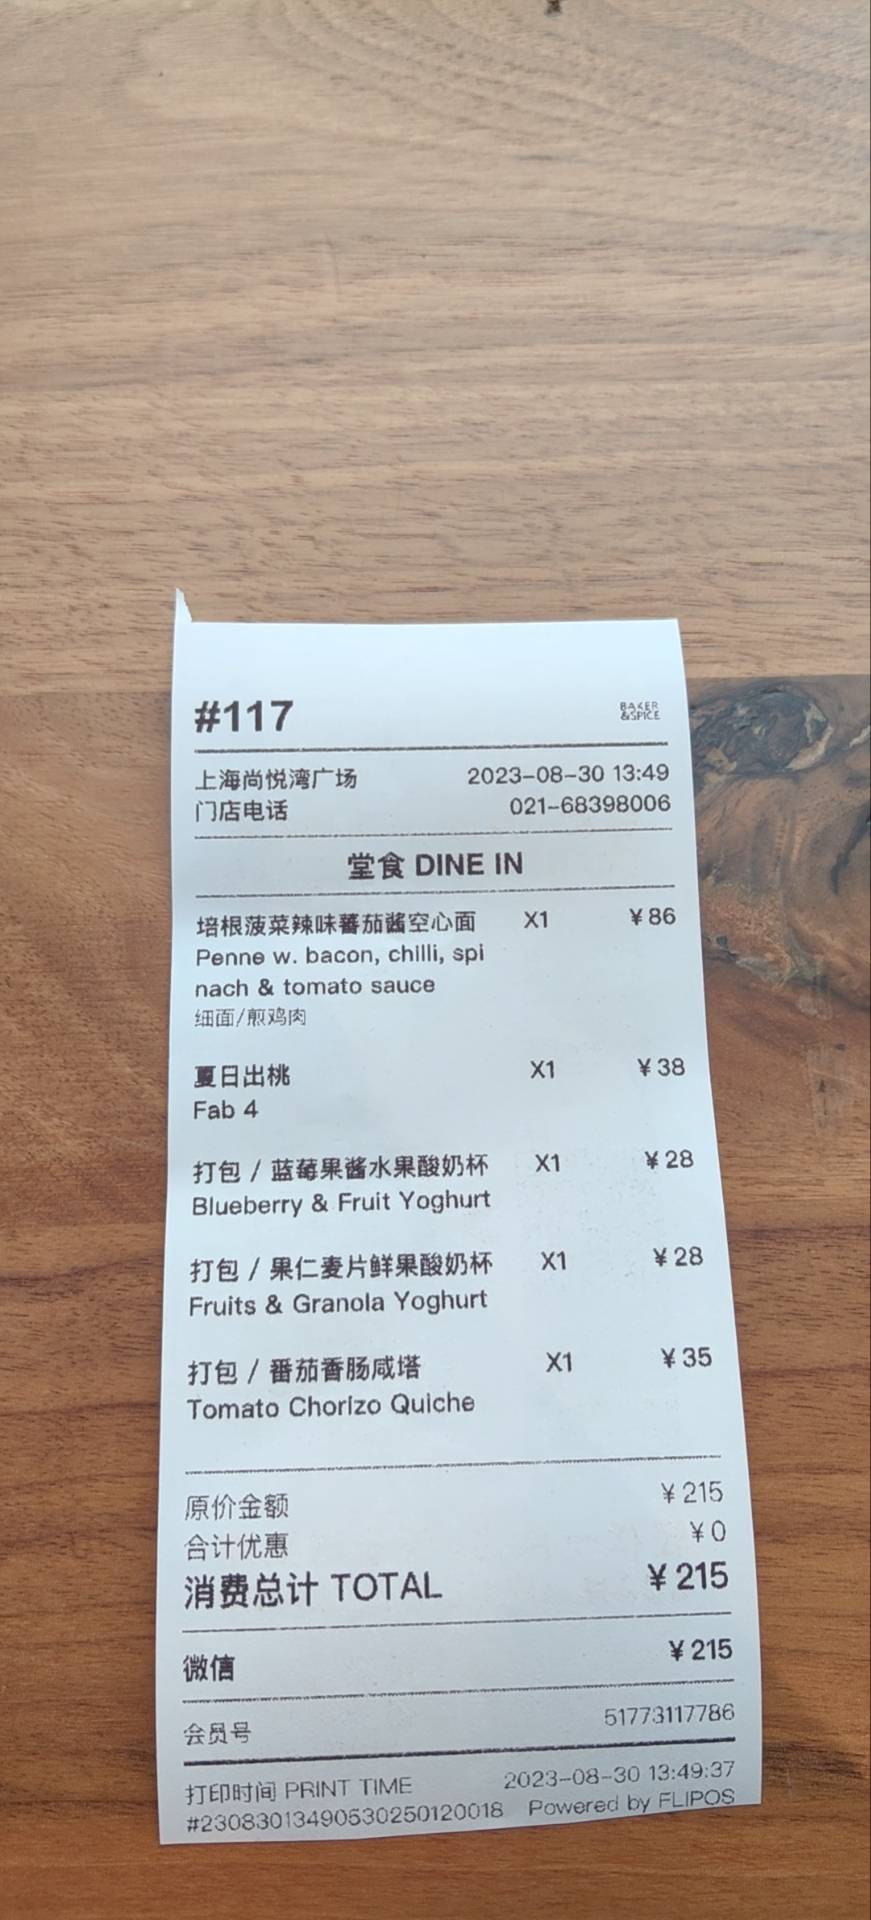 #117
BAKER
&SPICE
上海尚悦湾广场 2023-08-30 13:49
门店电话 021-68398006
堂食 DINE IN
培根菠菜辣味蕃茄酱空心面 X1 ¥86
Penne w. bacon, chilli, spi
nach & tomato sauce
细面/煎鸡肉
夏日出桃 X1 ¥38
Fab 4
打包 / 蓝莓果酱水果酸奶杯 X1 ¥28
Blueberry & Fruit Yoghurt
打包 / 果仁麦片鲜果酸奶杯 X1 ¥28
Fruits & Granola Yoghurt
打包 / 番茄香肠咸塔 X1 ¥35
Tomato Chorizo Quiche
原价金额 ¥215
合计优惠 ¥0
消费总计 TOTAL ¥215
微信 ¥215
会员号 51773117786
打印时间 PRINT TIME 2023-08-30 13:49:37
#23083013490530250120018 Powered by FLIPOS